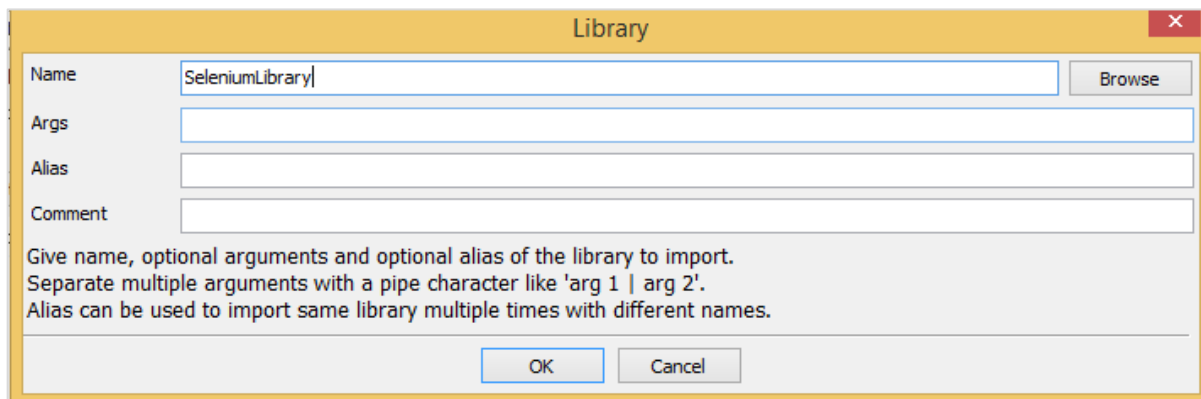 Library
Name SeleniumLibrary Browse
Args
Alias
Comment
Give name, optional arguments and optional alias of the library to import.
Separate multiple arguments with a pipe character like 'arg 1 | arg 2'.
Alias can be used to import same library multiple times with different names.
OK Cancel